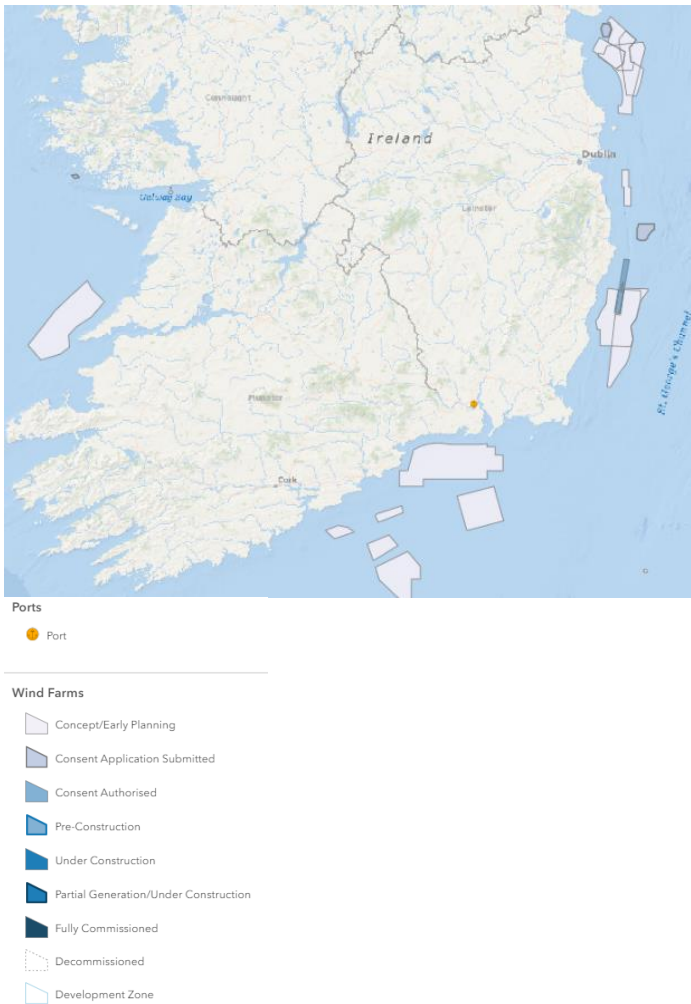 Connaught
Ireland
Dublin
Galway Bay
Leinster
St. George's Channel
Munster
Cork
Ports
Port
Wind Farms
Concept/Early Planning
Consent Application Submitted
Consent Authorised
Pre-Construction
Under Construction
Partial Generation/Under Construction
Fully Commissioned
Decommissioned
Development Zone